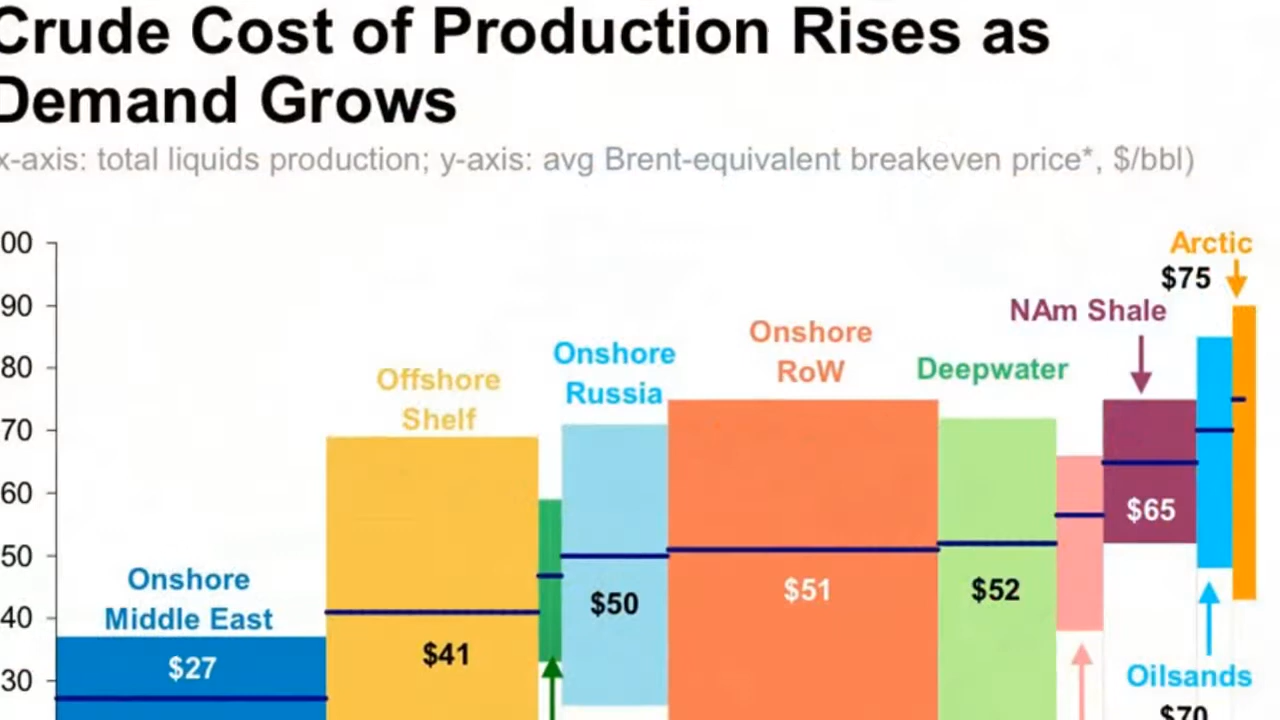 Crude Cost of Production Rises as
Demand Grows
x-axis: total liquids production; y-axis: avg Brent-equivalent breakeven price*, $/bbl)
00
90
80
70
60
50
40
30
Onshore
Middle East
$27
Offshore
Shelf
$41
Onshore
Russia
$50
Onshore
RoW
$51
Deepwater
$52
NAm Shale
$65
Arctic
$75
Oilsands
$70